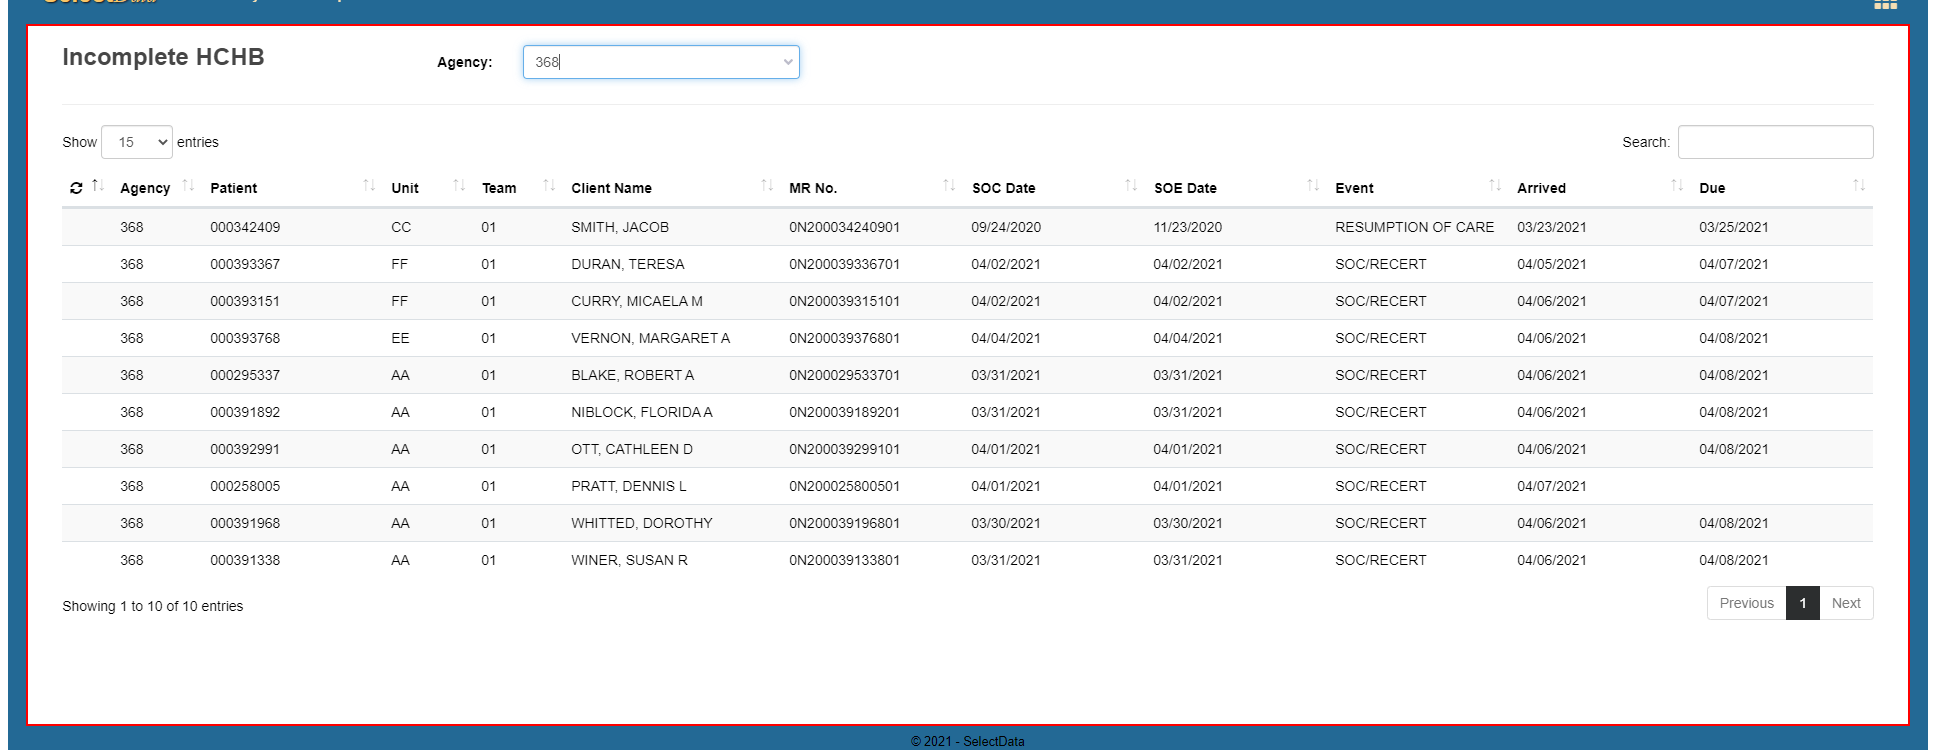 Incomplete HCHB
Agency: 368
Show 15 entries
Search:
Agency Patient Unit Team Client Name MR No. SOC Date SOE Date Event Arrived Due
368 000342409 CC 01 SMITH, JACOB 0N200034240901 09/24/2020 11/23/2020 RESUMPTION OF CARE 03/23/2021 03/25/2021
368 000393367 FF 01 DURAN, TERESA 0N200039336701 04/02/2021 04/02/2021 SOC/RECERT 04/05/2021 04/07/2021
368 000393151 FF 01 CURRY, MICAELA M 0N200039315101 04/02/2021 04/02/2021 SOC/RECERT 04/06/2021 04/07/2021
368 000393768 EE 01 VERNON, MARGARET A 0N200039376801 04/04/2021 04/04/2021 SOC/RECERT 04/06/2021 04/08/2021
368 000295337 AA 01 BLAKE, ROBERT A 0N200029533701 03/31/2021 03/31/2021 SOC/RECERT 04/06/2021 04/08/2021
368 000391892 AA 01 NIBLOCK, FLORIDA A 0N200039189201 03/31/2021 03/31/2021 SOC/RECERT 04/06/2021 04/08/2021
368 000392991 AA 01 OTT, CATHLEEN D 0N200039299101 04/01/2021 04/01/2021 SOC/RECERT 04/06/2021 04/08/2021
368 000258005 AA 01 PRATT, DENNIS L 0N200025800501 04/01/2021 04/01/2021 SOC/RECERT 04/07/2021
368 000391968 AA 01 WHITTED, DOROTHY 0N200039196801 03/30/2021 03/30/2021 SOC/RECERT 04/06/2021 04/08/2021
368 000391338 AA 01 WINER, SUSAN R 0N200039133801 03/31/2021 03/31/2021 SOC/RECERT 04/06/2021 04/08/2021
Showing 1 to 10 of 10 entries
Previous 1 Next
© 2021 - SelectData